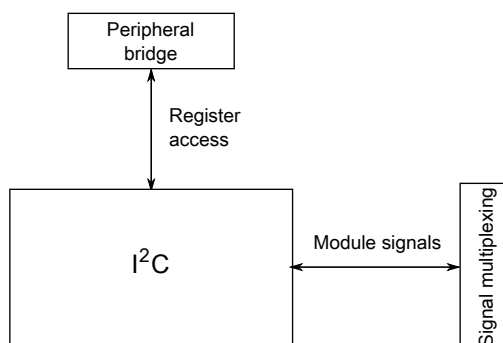 Peripheral
bridge
Register
access
I²C
Module signals
Signal multiplexing